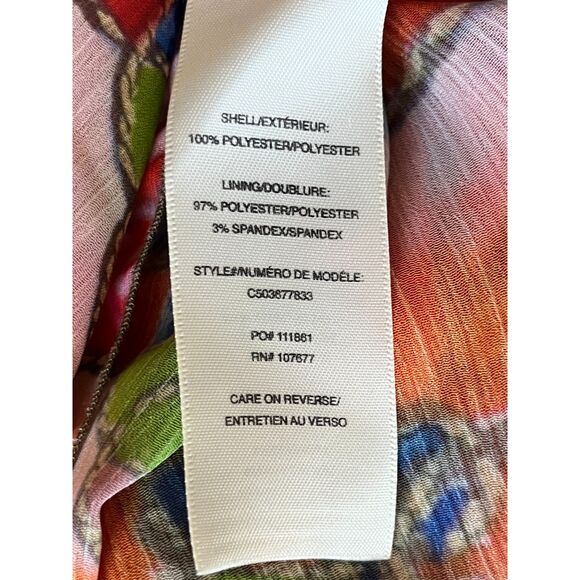 SHELL/EXTÉRIEUR:
100% POLYESTER/POLYESTER
LINING/DOUBLURE:
97% POLYESTER/POLYESTER
3% SPANDEX/SPANDEX
STYLE#/NUMÉRO DE MODÈLE:
C503677833
PO# 111861
RN# 107677
CARE ON REVERSE/
ENTRETIEN AU VERSO